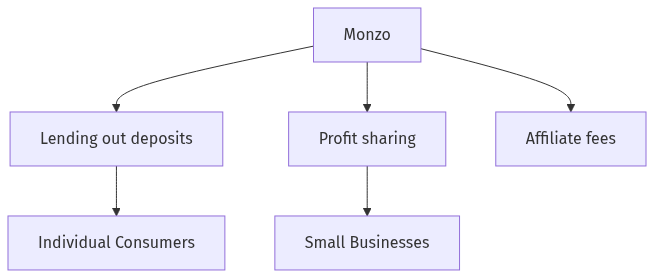 Monzo
Lending out deposits
Profit sharing
Affiliate fees
Individual Consumers
Small Businesses